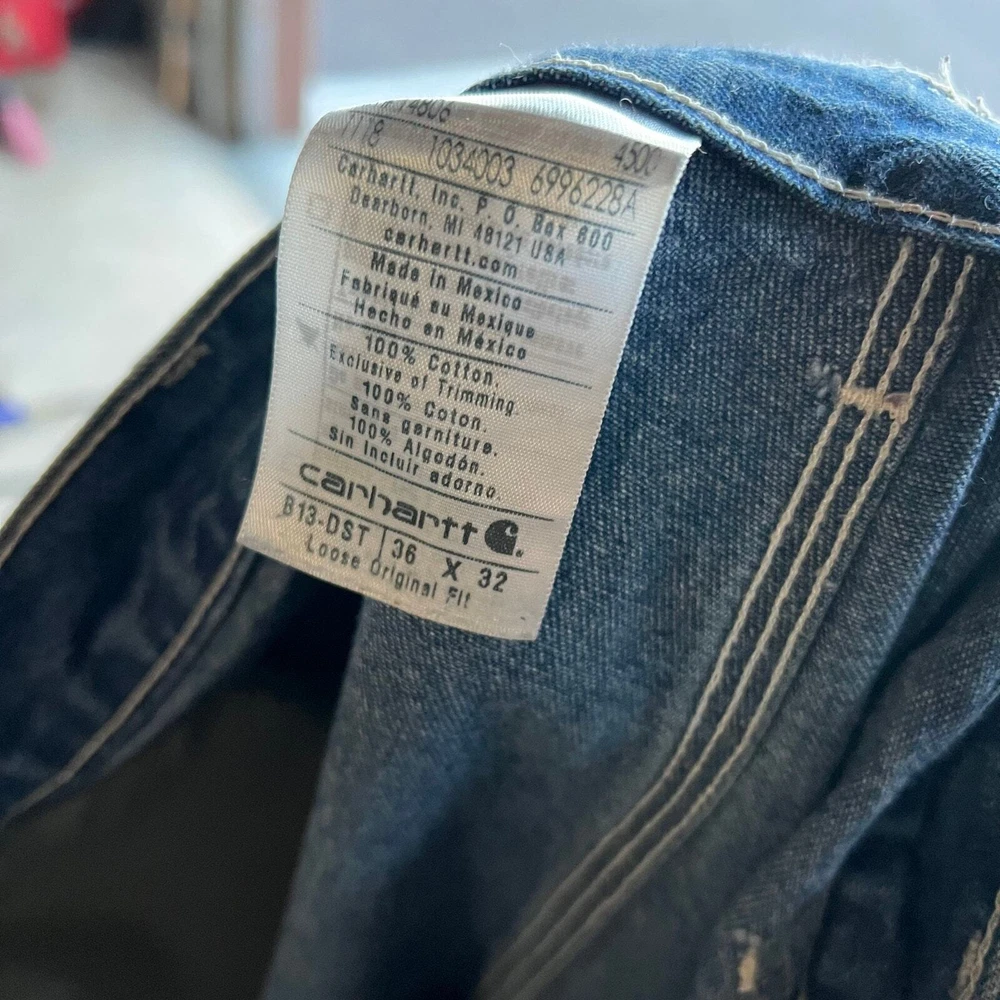 14806
1118 1034003 6996228A 4500
Carhartt, Inc. P. O. Box 600
Dearborn, MI 48121 USA
carhartt.com
Made in Mexico
Fabriqué au Mexique
Hecho en México
100% Cotton.
Exclusive of Trimming.
100% Coton.
Sans garniture.
100% Algodón.
Sin Incluir adorno
carhartt
B13-DST 36 X 32
Loose Original Fit